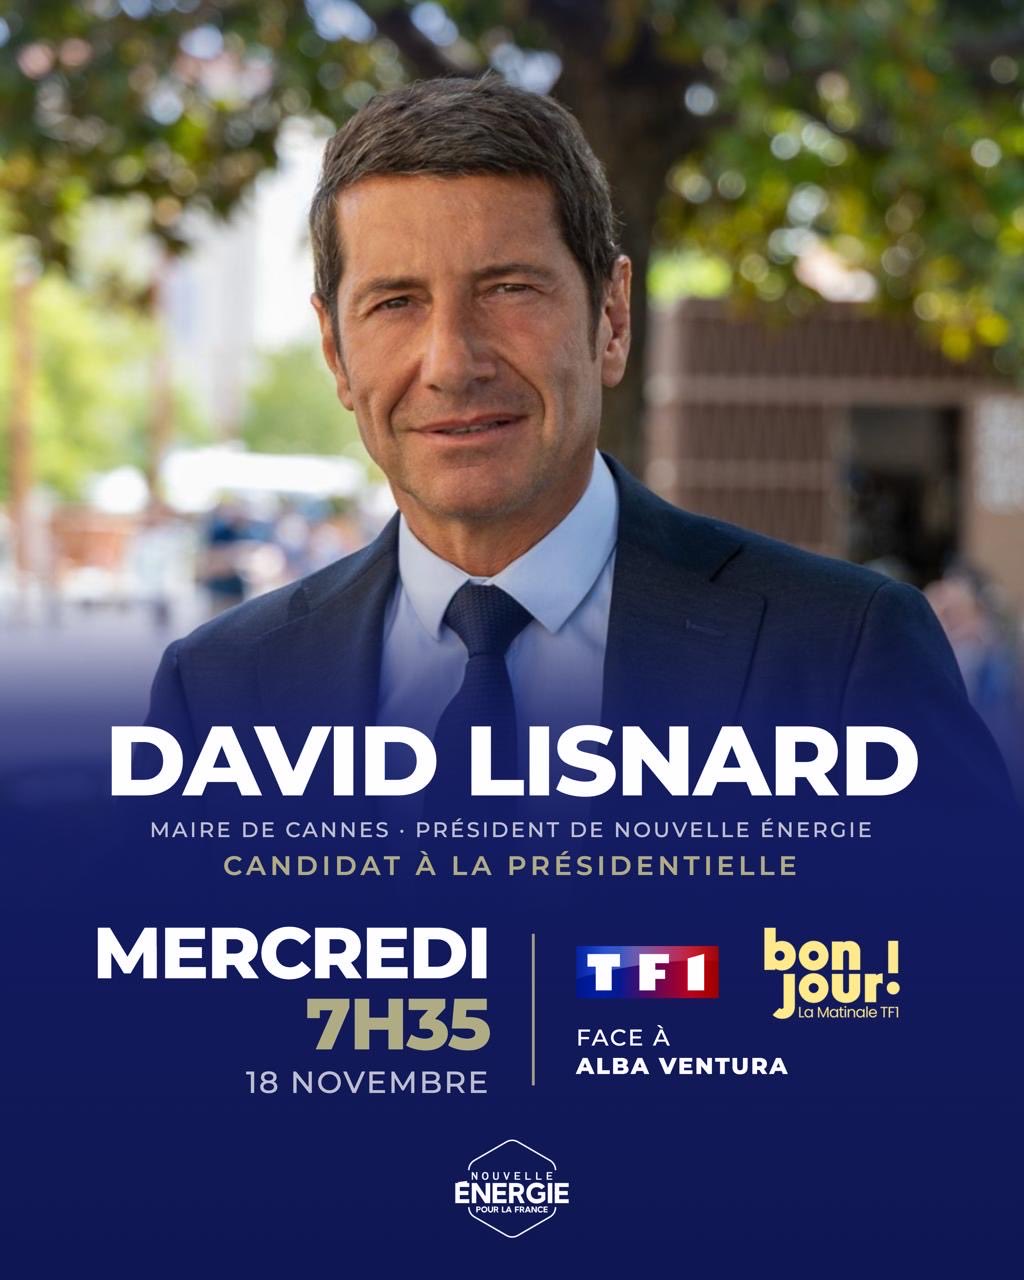 DAVID LISNARD
MAIRE DE CANNES · PRÉSIDENT DE NOUVELLE ÉNERGIE
CANDIDAT À LA PRÉSIDENTIELLE
MERCREDI
7H35
18 NOVEMBRE
TF1
bon
jour!
La Matinale TF1
FACE À
ALBA VENTURA
NOUVELLE
ÉNERGIE
POUR LA FRANCE